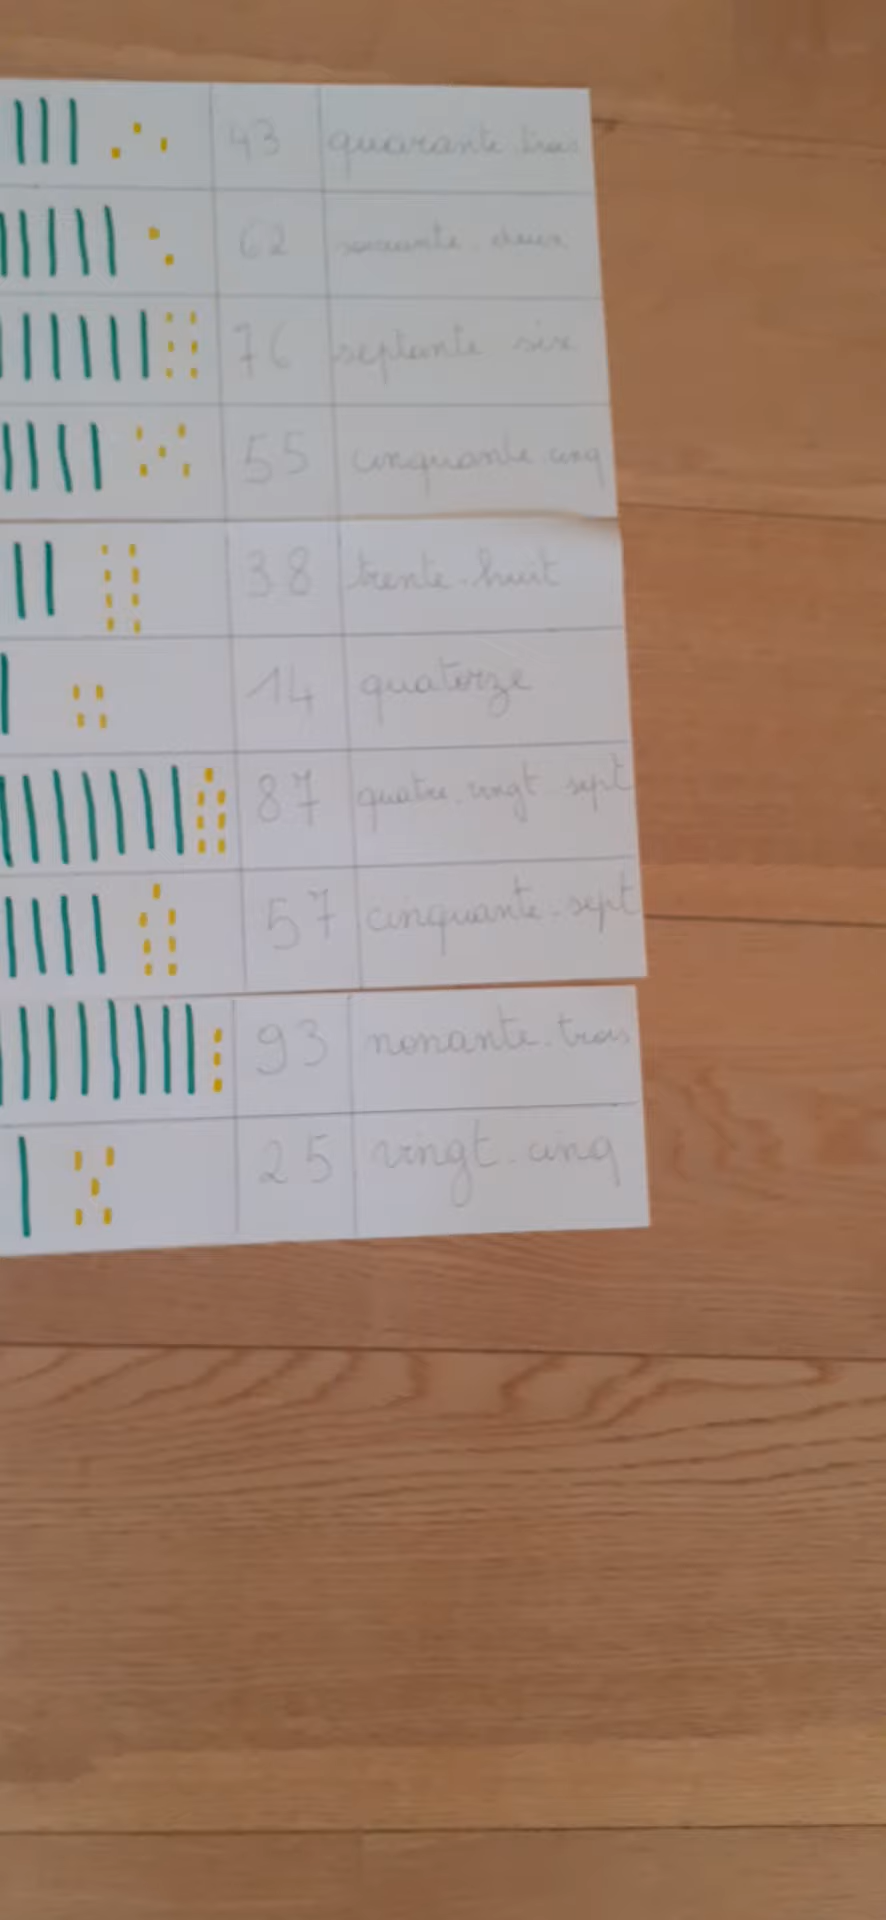 43 quarante trois
62 soixante-deux
76 septante six
55 cinquante-cinq
38 trente-huit
14 quatorze
87 quatre-vingt sept
57 cinquante-sept
93 nonante-trois
25 vingt-cinq